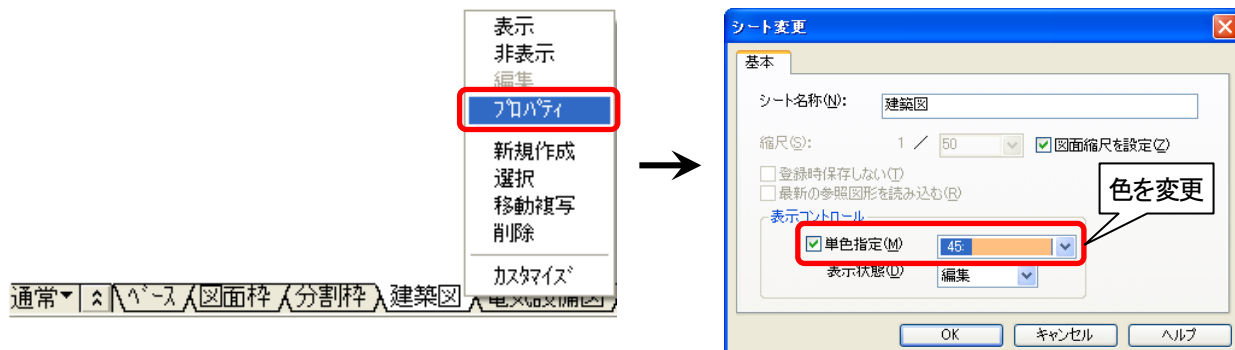 表示
非表示
編集
ﾌﾟﾛﾊﾟﾃｨ
新規作成
選択
移動複写
削除
ｶｽﾀﾏｲｽﾞ
通常▼ ﾍﾞｰｽ 図面枠 分割枠 建築図 電気設備図
シート変更
基本
シート名称(N): 建築図
縮尺(S): 1 ／ 50 図面縮尺を設定(Z)
登録時保存しない(T)
最新の参照図形を読み込む(R)
色を変更
表示コントロール
単色指定(M) 45:
表示状態(D) 編集
OK キャンセル ヘルプ